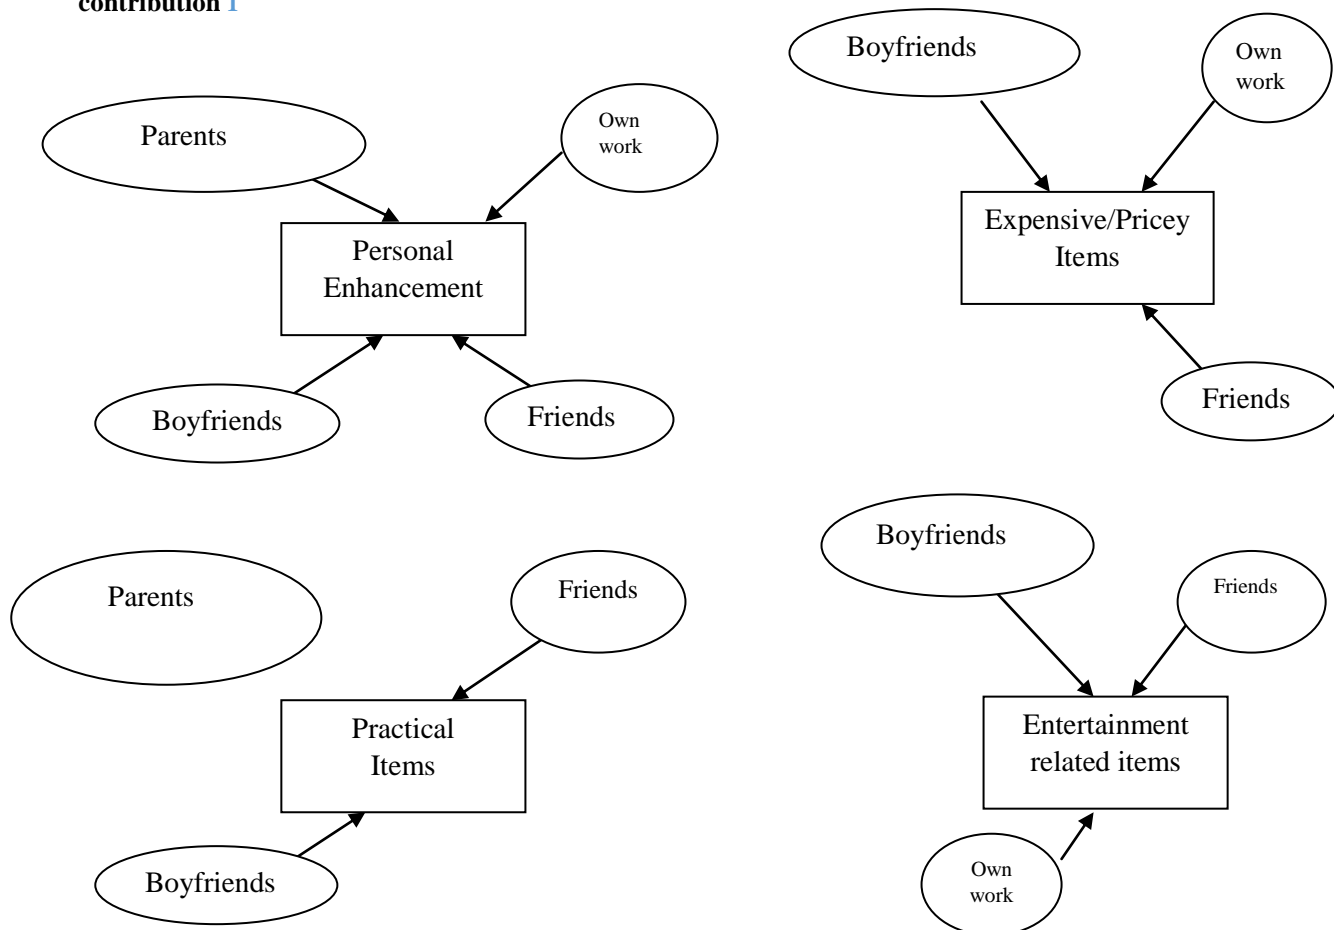 contribution 1
Parents
Own
work
Personal
Enhancement
Boyfriends
Friends
Boyfriends
Own
work
Expensive/Pricey
Items
Friends
Parents
Friends
Practical
Items
Boyfriends
Boyfriends
Friends
Entertainment
related items
Own
work